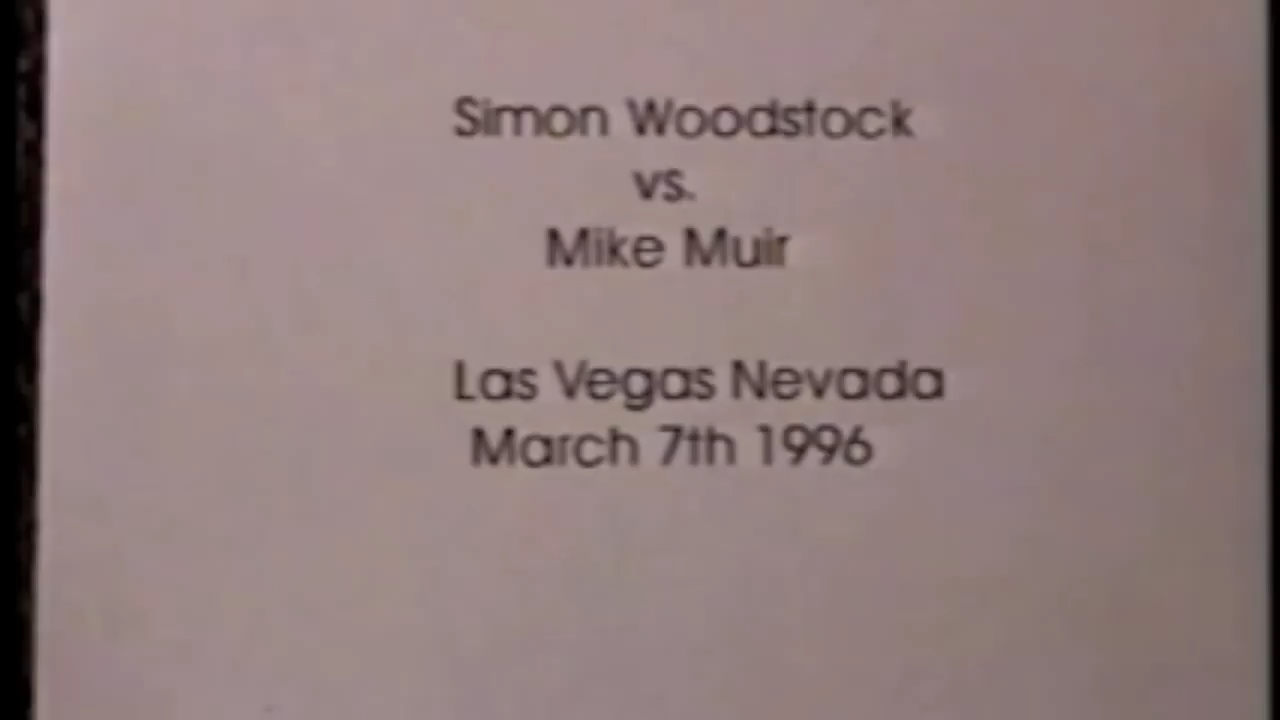 Simon Woodstock
vs.
Mike Muir
Las Vegas Nevada
March 7th 1996